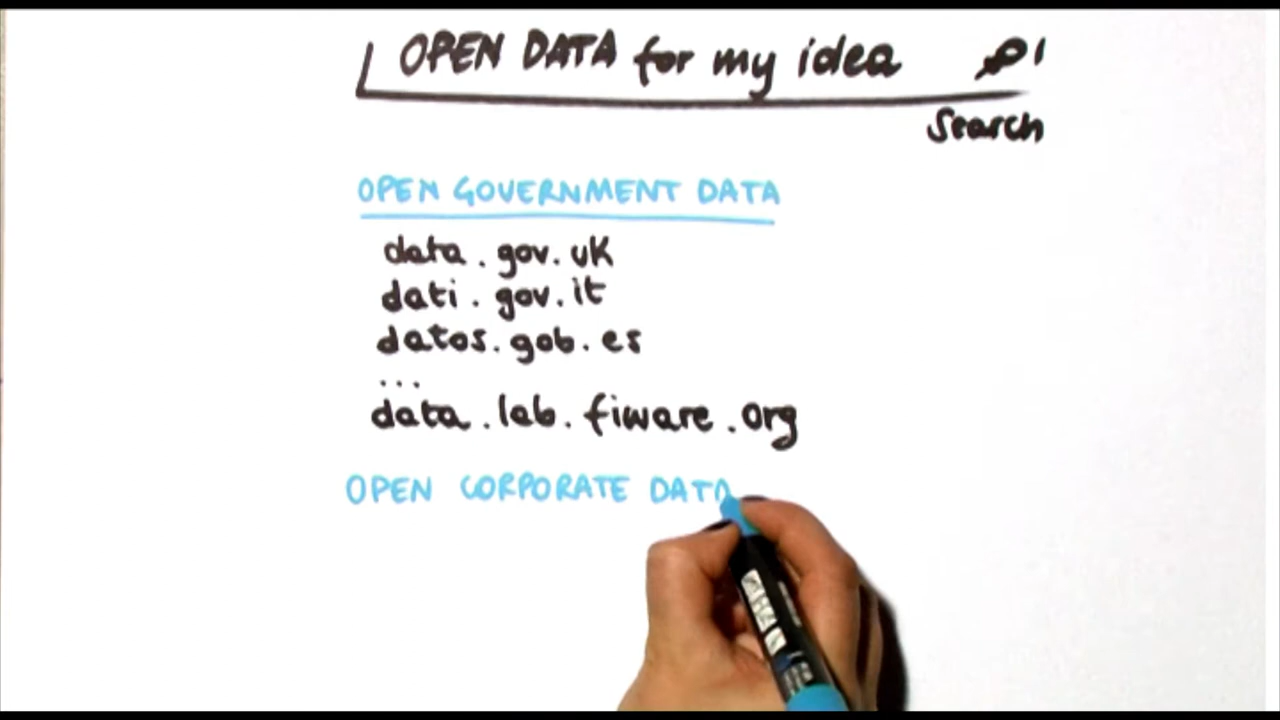 OPEN DATA for my idea
Search
OPEN GOVERNMENT DATA
data.gov.uk
dati.gov.it
datos.gob.es
...
data.lab.fiware.org
OPEN CORPORATE DATA